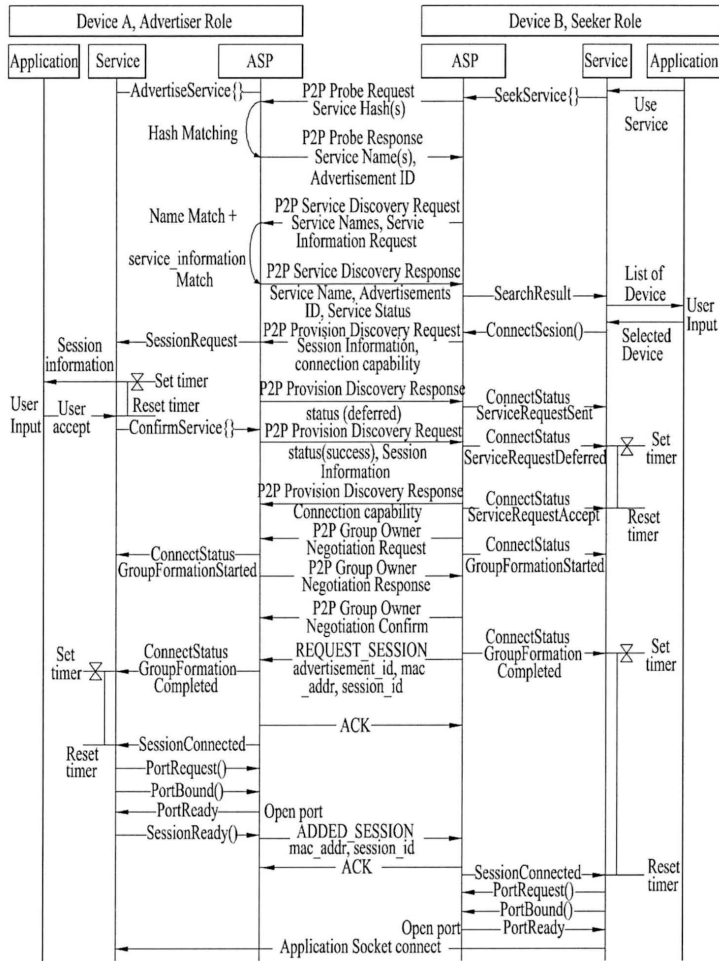 Device A, Advertiser Role
Device B, Seeker Role
Application
Service
ASP
ASP
Service
Application
AdvertiseService{}
P2P Probe Request
Service Hash(s)
SeekService{}
Use
Service
Hash Matching
P2P Probe Response
Service Name(s),
Advertisement ID
Name Match +
service_information
Match
P2P Service Discovery Request
Service Names, Servie
Information Request
P2P Service Discovery Response
Service Name, Advertisements
ID, Service Status
SearchResult
List of
Device
User
Input
SessionRequest
P2P Provision Discovery Request
Session Information,
connection capability
ConnectSesion()
Selected
Device
Session
information
Set timer
User
Input
User
accept
Reset timer
P2P Provision Discovery Response
status (deferred)
ConnectStatus
ServiceRequestSent
ConfirmService{}
P2P Provision Discovery Request
status(success), Session
Information
ConnectStatus
ServiceRequestDeferred
Set
timer
P2P Provision Discovery Response
Connection capability
ConnectStatus
ServiceRequestAccept
Reset
timer
P2P Group Owner
Negotiation Request
ConnectStatus
GroupFormationStarted
ConnectStatus
GroupFormationStarted
P2P Group Owner
Negotiation Response
P2P Group Owner
Negotiation Confirm
Set
timer
ConnectStatus
GroupFormation
Completed
REQUEST_SESSION
advertisement_id, mac
_addr, session_id
ConnectStatus
GroupFormation
Completed
Set
timer
ACK
Reset
timer
SessionConnected
PortRequest()
PortBound()
PortReady
Open port
SessionReady()
ADDED_SESSION
mac_addr, session_id
ACK
SessionConnected
Reset
timer
PortRequest()
PortBound()
Open port
PortReady
Application Socket connect